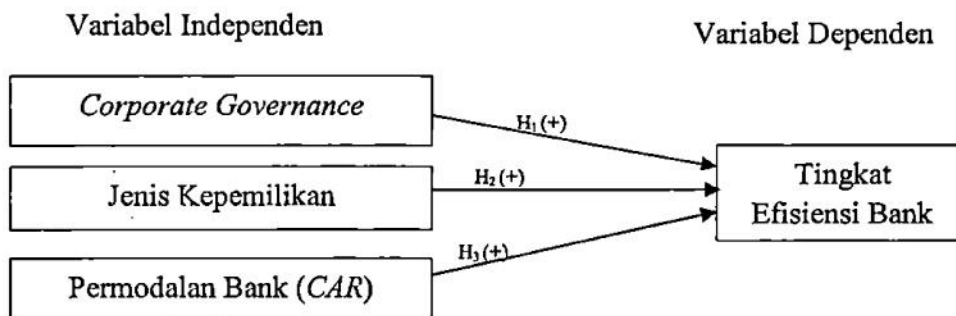 Variabel Independen
Variabel Dependen
Corporate Governance
H₁ (+)
Jenis Kepemilikan
H₂ (+)
Tingkat
Efisiensi Bank
H₃ (+)
Permodalan Bank (CAR)